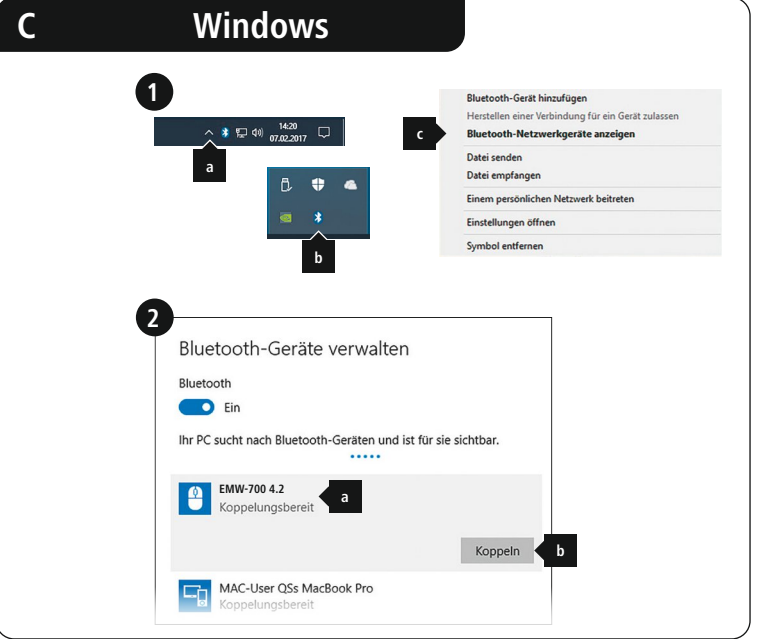 C Windows
1
14:20
07.02.2017
a
b
c
Bluetooth-Gerät hinzufügen
Herstellen einer Verbindung für ein Gerät zulassen
Bluetooth-Netzwerkgeräte anzeigen
Datei senden
Datei empfangen
Einem persönlichen Netzwerk beitreten
Einstellungen öffnen
Symbol entfernen
2
Bluetooth-Geräte verwalten
Bluetooth
Ein
Ihr PC sucht nach Bluetooth-Geräten und ist für sie sichtbar.
EMW-700 4.2
Koppelungsbereit
a
Koppeln
b
MAC-User QSs MacBook Pro
Koppelungsbereit